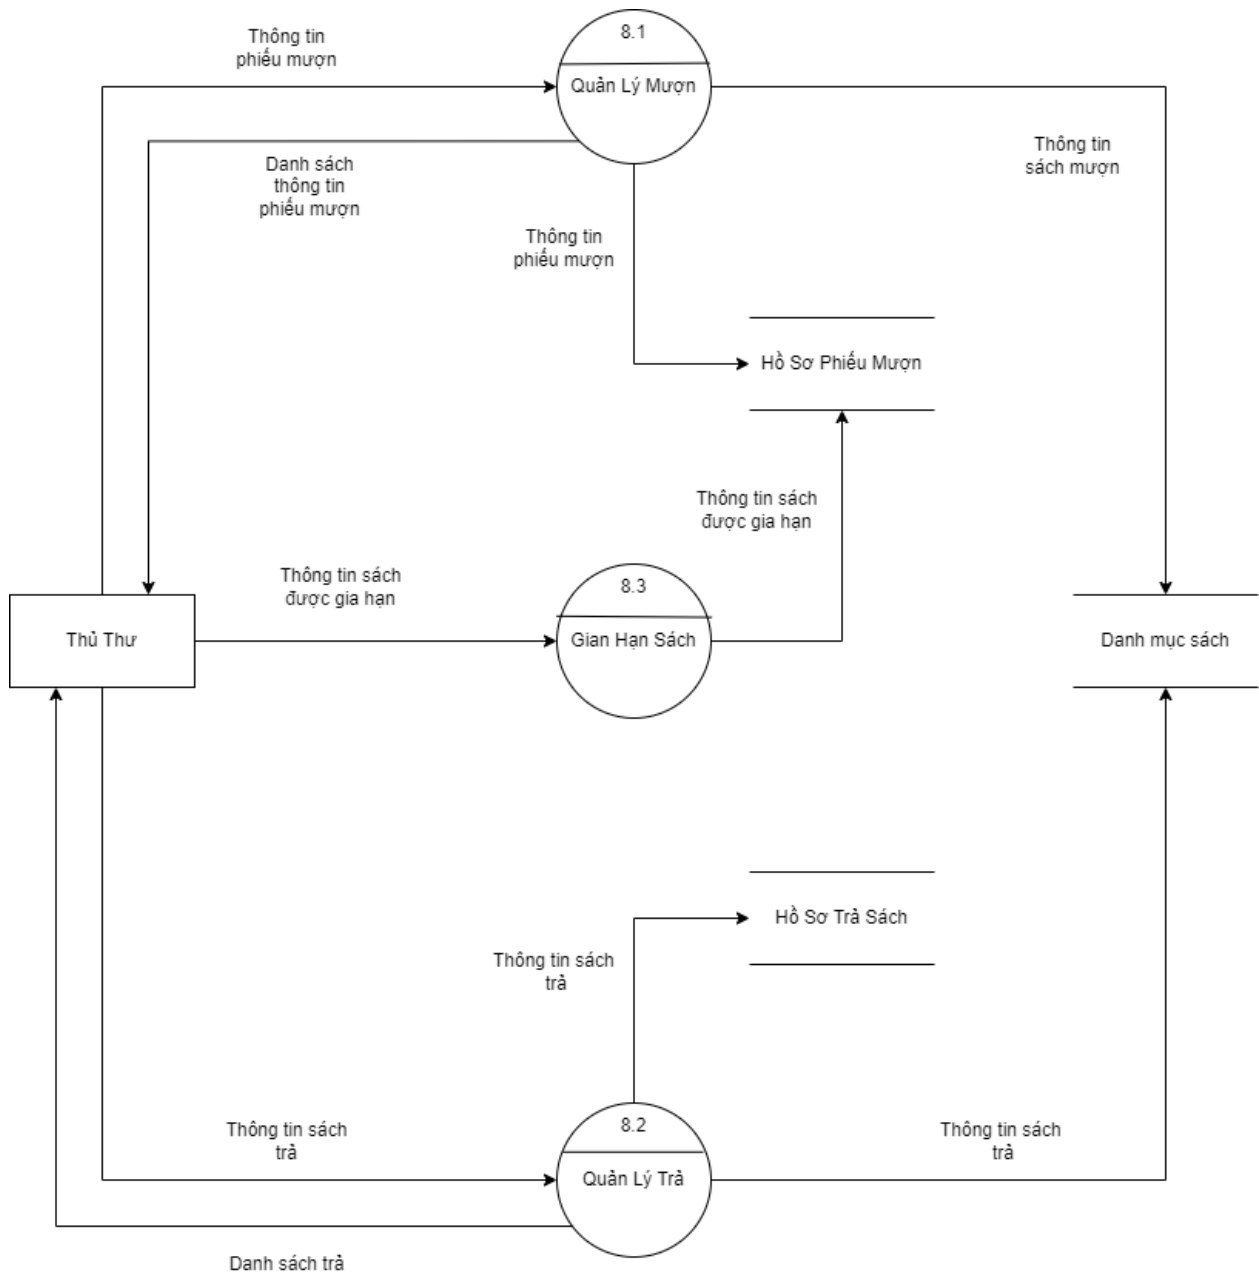 8.1
Thông tin
phiếu mượn
Quản Lý Mượn
Thông tin
sách mượn
Danh sách
thông tin
phiếu mượn
Thông tin
phiếu mượn
Hồ Sơ Phiếu Mượn
Thông tin sách
được gia hạn
Thông tin sách
được gia hạn
8.3
Thủ Thư
Gian Hạn Sách
Danh mục sách
Hồ Sơ Trả Sách
Thông tin sách
trả
8.2
Thông tin sách
trả
Thông tin sách
trả
Quản Lý Trả
Danh sách trả